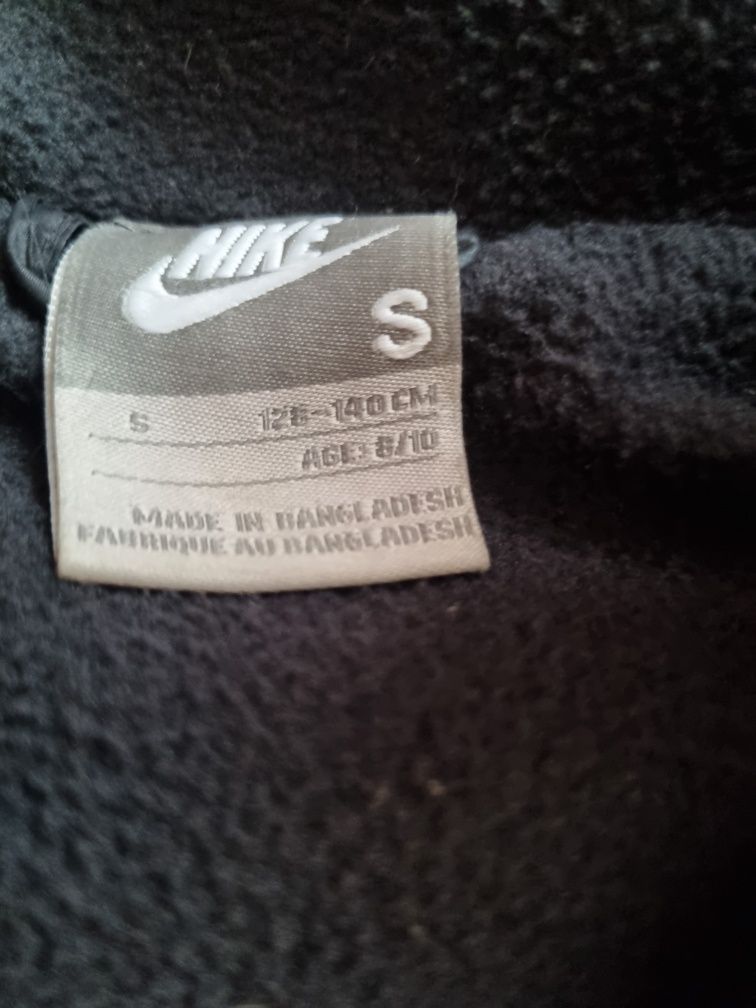 NIKE
S
S 128-140 CM
AGE: 8/10
MADE IN BANGLADESH
FABRIQUE AU BANGLADESH